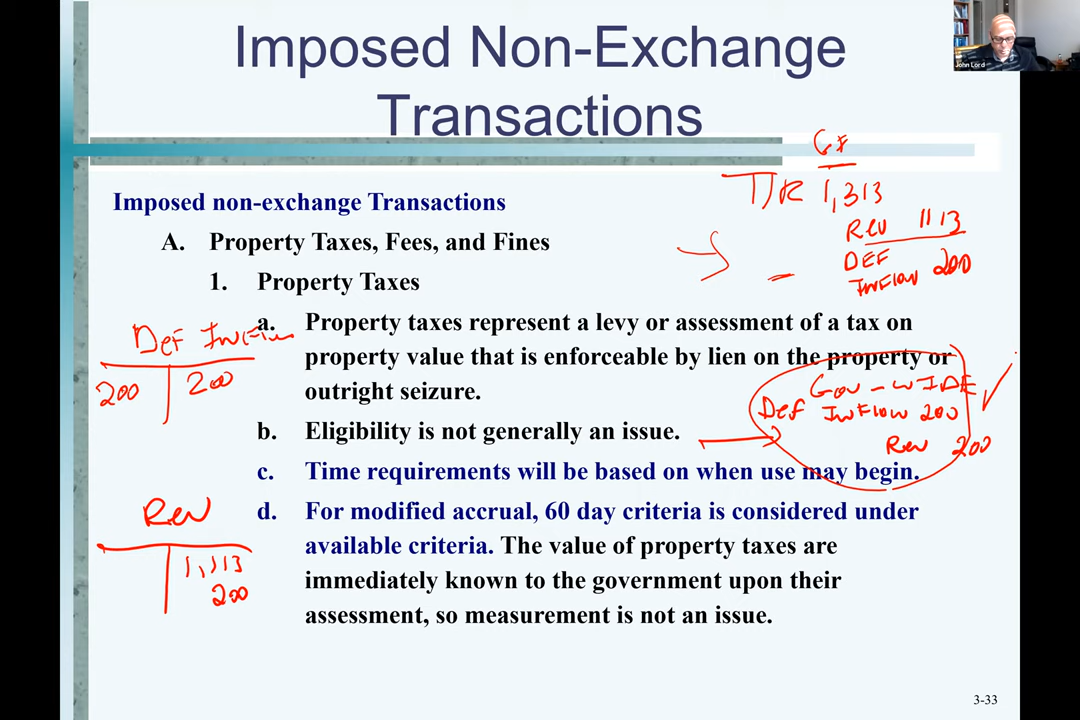 Imposed Non-Exchange
Transactions
John Lord
GF
T/R 1,313
Rev 1113
DEF
INFLOW 200
Imposed non-exchange Transactions
A. Property Taxes, Fees, and Fines
1. Property Taxes
a. Property taxes represent a levy or assessment of a tax on
property value that is enforceable by lien on the property or
outright seizure.
b. Eligibility is not generally an issue.
c. Time requirements will be based on when use may begin.
d. For modified accrual, 60 day criteria is considered under
available criteria. The value of property taxes are
immediately known to the government upon their
assessment, so measurement is not an issue.
Def Inflow
200 200
Gov-WIDE
Def INFlow 200
Rev 200
Rev
1,113
200
3-33